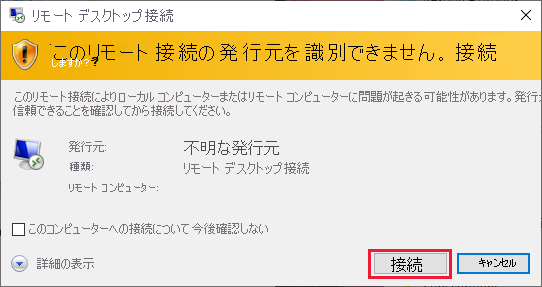 リモート デスクトップ接続
このリモート接続の発行元を識別できません。接続
しますか? ?
このリモート接続によりローカル コンピューターまたはリモート コンピューターに問題が起きる可能性があります。発行元
信頼できることを確認してから接続してください。
発行元: 不明な発行元
種類: リモート デスクトップ接続
リモート コンピューター:
このコンピューターへの接続について今後確認しない
詳細の表示
接続
キャンセル